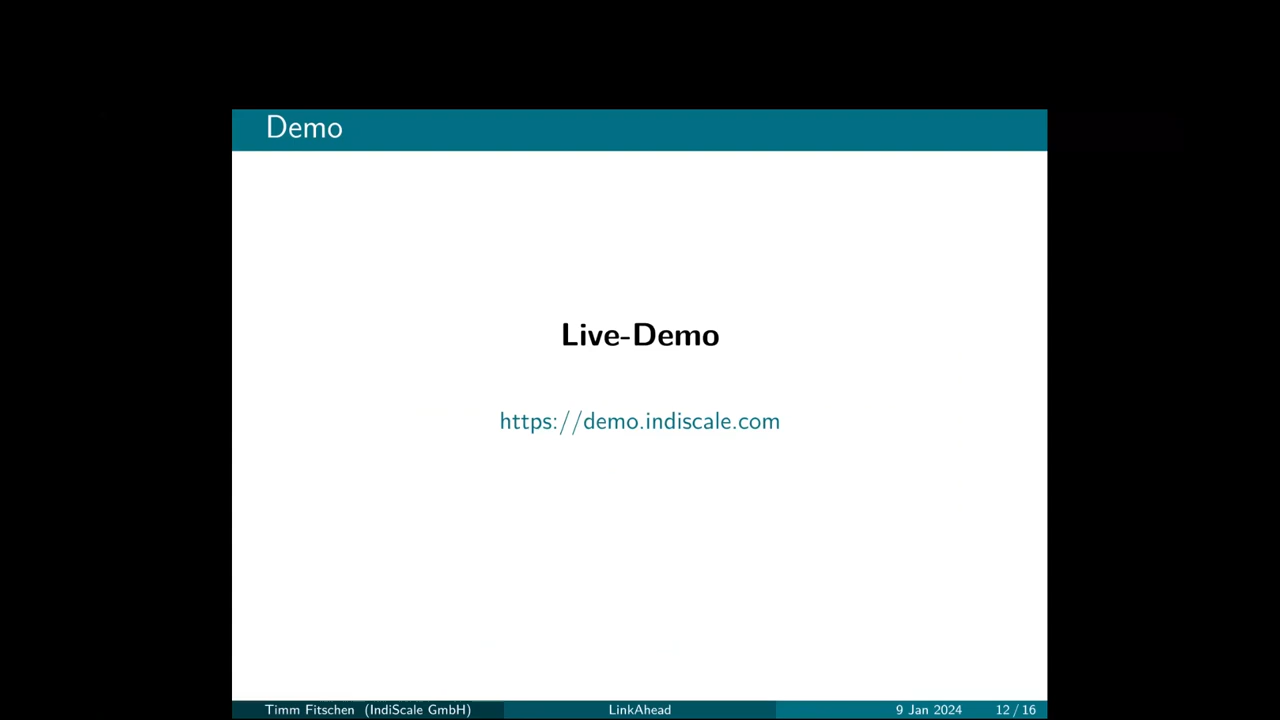 Demo
Live-Demo
https://demo.indiscale.com
Timm Fitschen (IndiScale GmbH) LinkAhead 9 Jan 2024 12 / 16